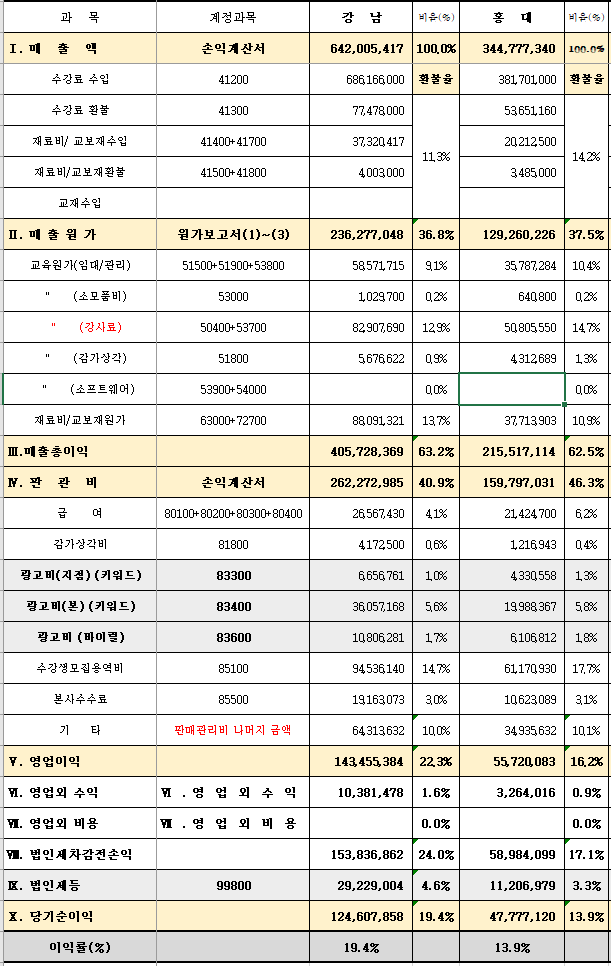 과 목 계정과목 강 남 비율(%) 홍 대 비율(%)
Ⅰ. 매 출 액 손익계산서 642,005,417 100.0% 344,777,340 100.0%
수강료 수입 41200 686,166,000 환불율 381,701,000 환불율
수강료 환불 41300 77,478,000 53,651,160
재료비/ 교보재수입 41400+41700 37,320,417 20,212,500
11.3% 14.2%
재료비/교보재환불 41500+41800 4,003,000 3,485,000
교재수입
Ⅱ. 매 출 원 가 원가보고서(1)~(3) 236,277,048 36.8% 129,260,226 37.5%
교육원가(임대/관리) 51500+51900+53800 58,571,715 9.1% 35,787,284 10.4%
" (소모품비) 53000 1,029,700 0.2% 640,800 0.2%
" (강사료) 50400+53700 82,907,690 12.9% 50,805,550 14.7%
" (감가상각) 51800 5,676,622 0.9% 4,312,689 1.3%
" (소프트웨어) 53900+54000 0.0% 0.0%
재료비/교보재원가 63000+72700 88,091,321 13.7% 37,713,903 10.9%
Ⅲ.매출총이익 405,728,369 63.2% 215,517,114 62.5%
Ⅳ. 판 관 비 손익계산서 262,272,985 40.9% 159,797,031 46.3%
급 여 80100+80200+80300+80400 26,567,430 4.1% 21,424,700 6.2%
감가상각비 81800 4,172,500 0.6% 1,216,943 0.4%
광고비(지점) (키워드) 83300 6,656,761 1.0% 4,330,558 1.3%
광고비(본) (키워드) 83400 36,057,168 5.6% 19,988,367 5.8%
광고비 (바이럴) 83600 10,806,281 1.7% 6,106,812 1.8%
수강생모집용역비 85100 94,536,140 14.7% 61,170,930 17.7%
본사수수료 85500 19,163,073 3.0% 10,623,089 3.1%
기 타 판매관리비 나머지 금액 64,313,632 10.0% 34,935,632 10.1%
Ⅴ. 영업이익 143,455,384 22.3% 55,720,083 16.2%
Ⅵ. 영업외 수익 Ⅵ . 영 업 외 수 익 10,381,478 1.6% 3,264,016 0.9%
Ⅶ. 영업외 비용 Ⅶ . 영 업 외 비 용 0.0% 0.0%
Ⅷ. 법인세차감전손익 153,836,862 24.0% 58,984,099 17.1%
Ⅸ. 법인세등 99800 29,229,004 4.6% 11,206,979 3.3%
Ⅹ. 당기순이익 124,607,858 19.4% 47,777,120 13.9%
이익률(%) 19.4% 13.9%